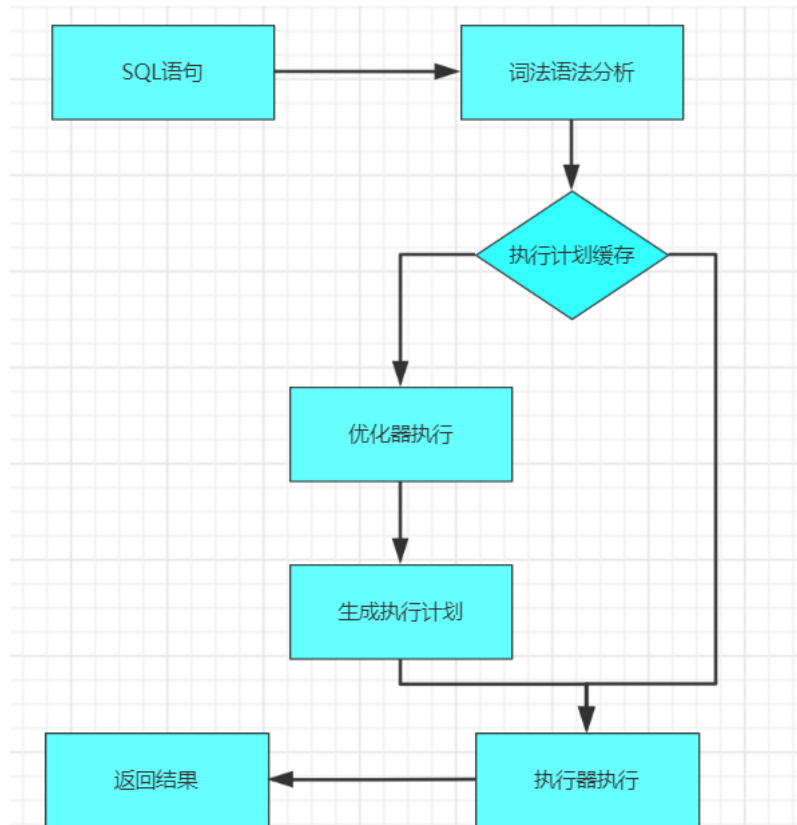 SQL语句
词法语法分析
执行计划缓存
优化器执行
生成执行计划
返回结果
执行器执行